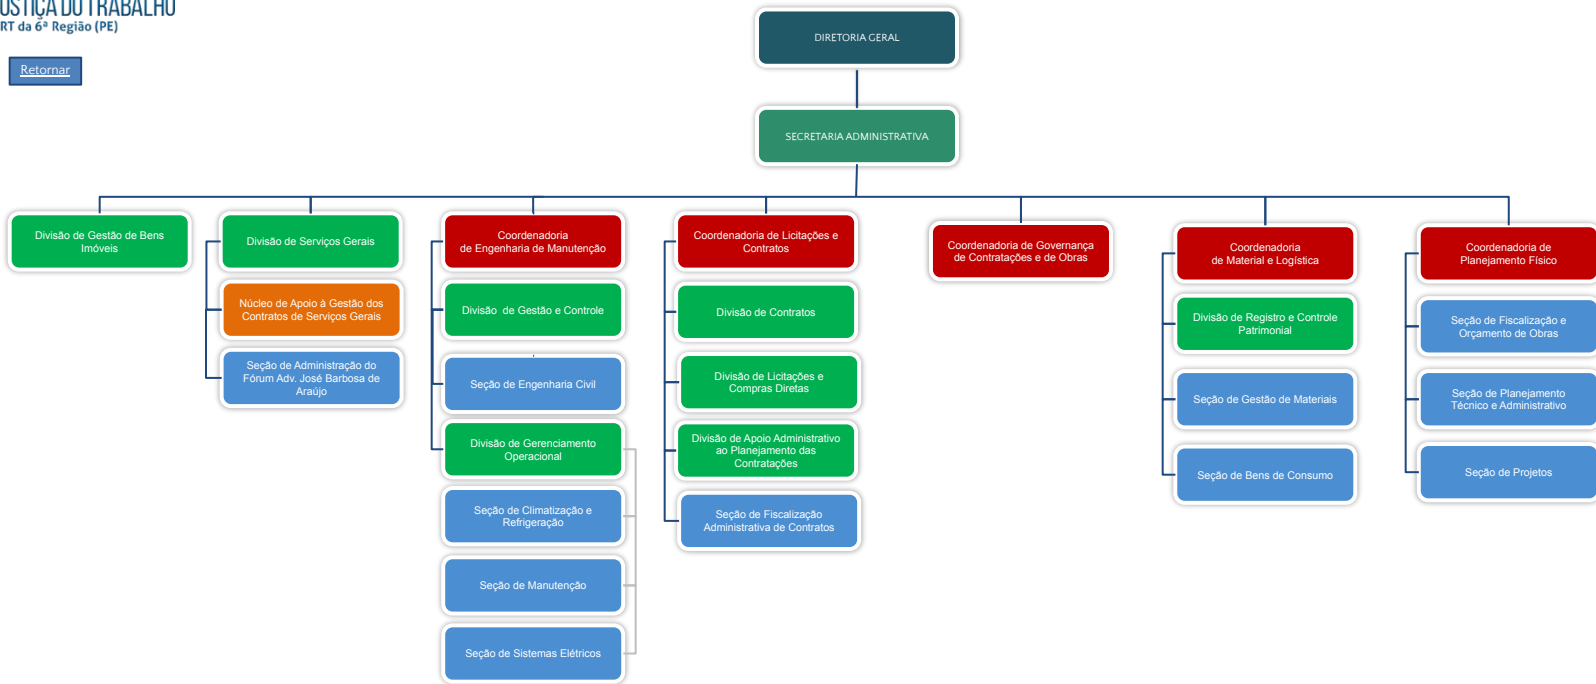 USTIÇA DO TRABALHO
RT da 6ª Região (PE)
Retornar
DIRETORIA GERAL
SECRETARIA ADMINISTRATIVA
Divisão de Gestão de Bens
Imóveis
Divisão de Serviços Gerais
Núcleo de Apoio à Gestão dos
Contratos de Serviços Gerais
Seção de Administração do
Fórum Adv. José Barbosa de
Araújo
Coordenadoria
de Engenharia de Manutenção
Divisão de Gestão e Controle
Seção de Engenharia Civil
Divisão de Gerenciamento
Operacional
Seção de Climatização e
Refrigeração
Seção de Manutenção
Seção de Sistemas Elétricos
Coordenadoria de Licitações e
Contratos
Divisão de Contratos
Divisão de Licitações e
Compras Diretas
Divisão de Apoio Administrativo
ao Planejamento das
Contratações
Seção de Fiscalização
Administrativa de Contratos
Coordenadoria de Governança
de Contratações e de Obras
Coordenadoria
de Material e Logística
Divisão de Registro e Controle
Patrimonial
Seção de Gestão de Materiais
Seção de Bens de Consumo
Coordenadoria de
Planejamento Físico
Seção de Fiscalização e
Orçamento de Obras
Seção de Planejamento
Técnico e Administrativo
Seção de Projetos